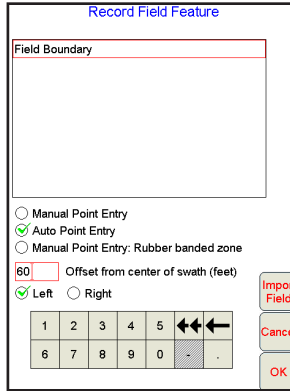 Record Field Feature
Field Boundary
Manual Point Entry
Auto Point Entry
Manual Point Entry: Rubber banded zone
60 Offset from center of swath (feet)
Left Right
1 2 3 4 5
6 7 8 9 0 - .
Field
OK